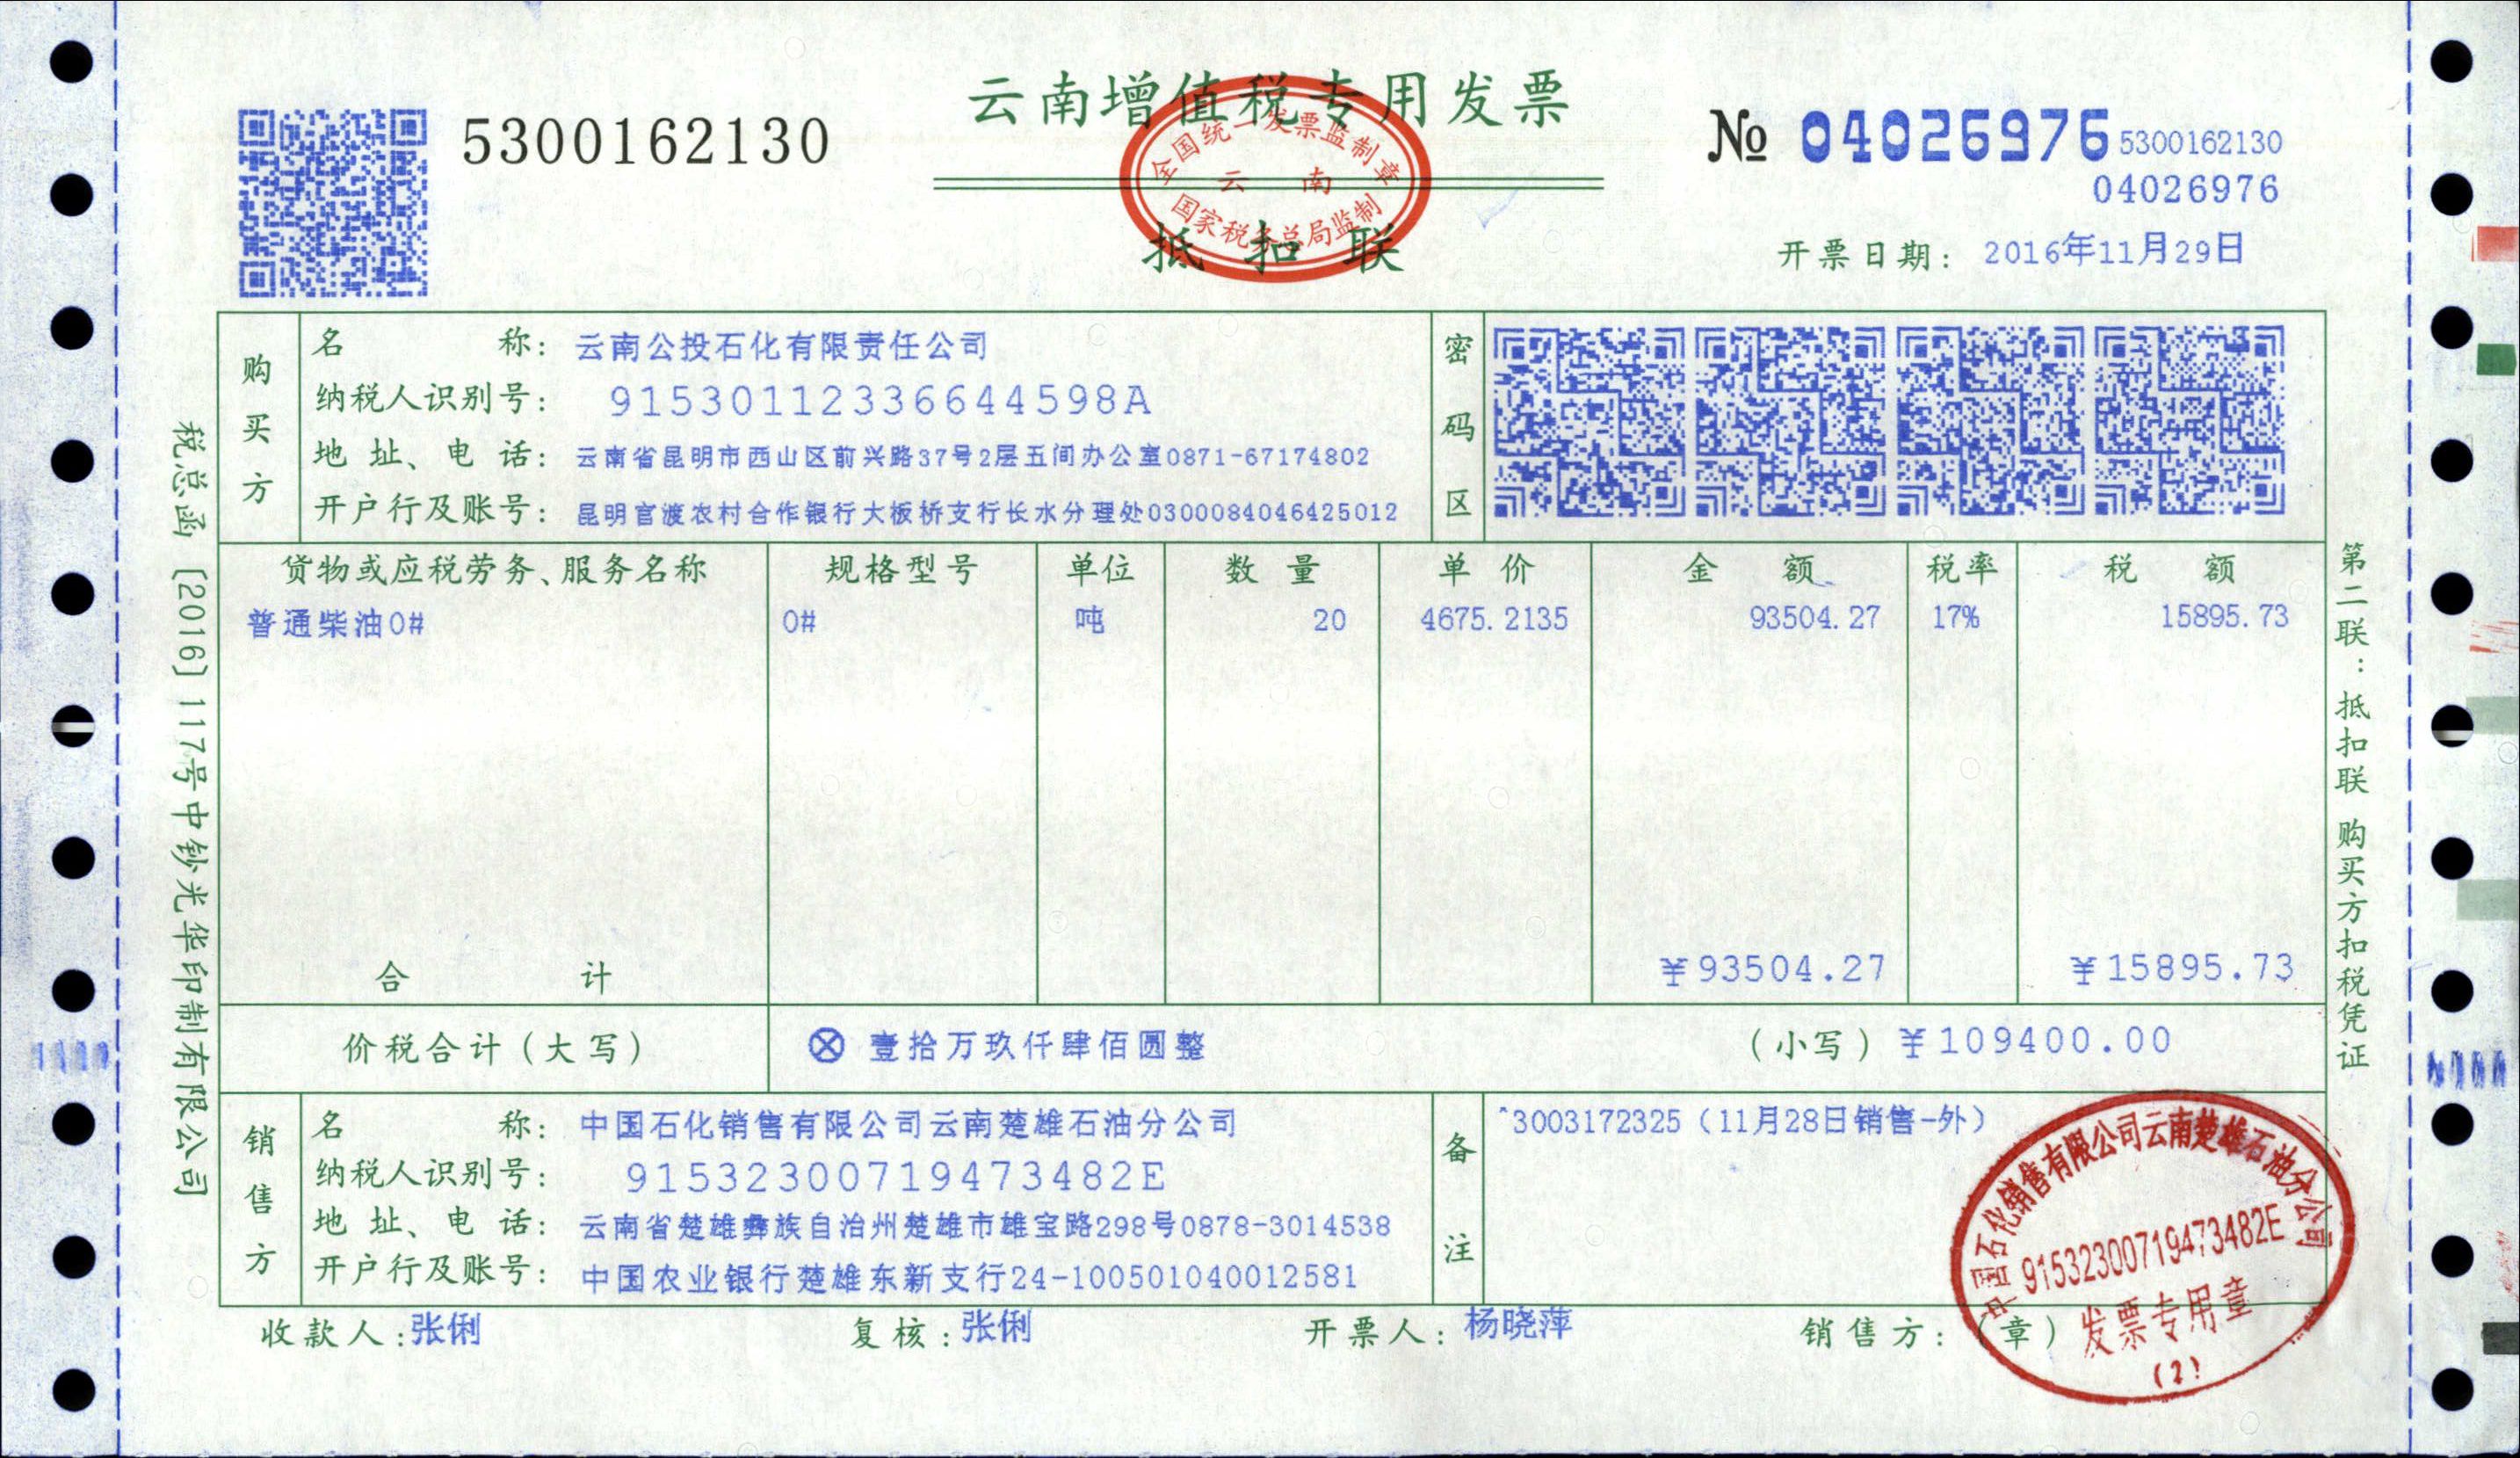 云南增值税专用发票
5300162130
№ 04026976
5300162130
04026976
全国统一发票监制章
云 南
国家税务总局监制
抵 扣 联
开票日期: 2016年11月29日
购买方
名 称: 云南公投石化有限责任公司
纳税人识别号: 91530112336644598A
地 址、电 话: 云南省昆明市西山区前兴路37号2层五间办公室0871-67174802
开户行及账号: 昆明官渡农村合作银行大板桥支行长水分理处0300084046425012
密码区
货物或应税劳务、服务名称 规格型号 单位 数 量 单 价 金 额 税率 税 额
普通柴油0# 0# 吨 20 4675.2135 93504.27 17% 15895.73
合 计 ¥93504.27 ¥15895.73
价税合计(大写) ⊗ 壹拾万玖仟肆佰圆整 (小写) ¥109400.00
销售方
名 称: 中国石化销售有限公司云南楚雄石油分公司
纳税人识别号: 91532300719473482E
地 址、电 话: 云南省楚雄彝族自治州楚雄市雄宝路298号0878-3014538
开户行及账号: 中国农业银行楚雄东新支行24-100501040012581
备注
^3003172325(11月28日销售-外)
收款人: 张俐 复核: 张俐 开票人: 杨晓萍 销售方: (章)
中国石化销售有限公司云南楚雄石油分公司
91532300719473482E
发票专用章
(2)
税总函〔2016〕117号中钞光华印制有限公司
第二联: 抵扣联 购买方扣税凭证